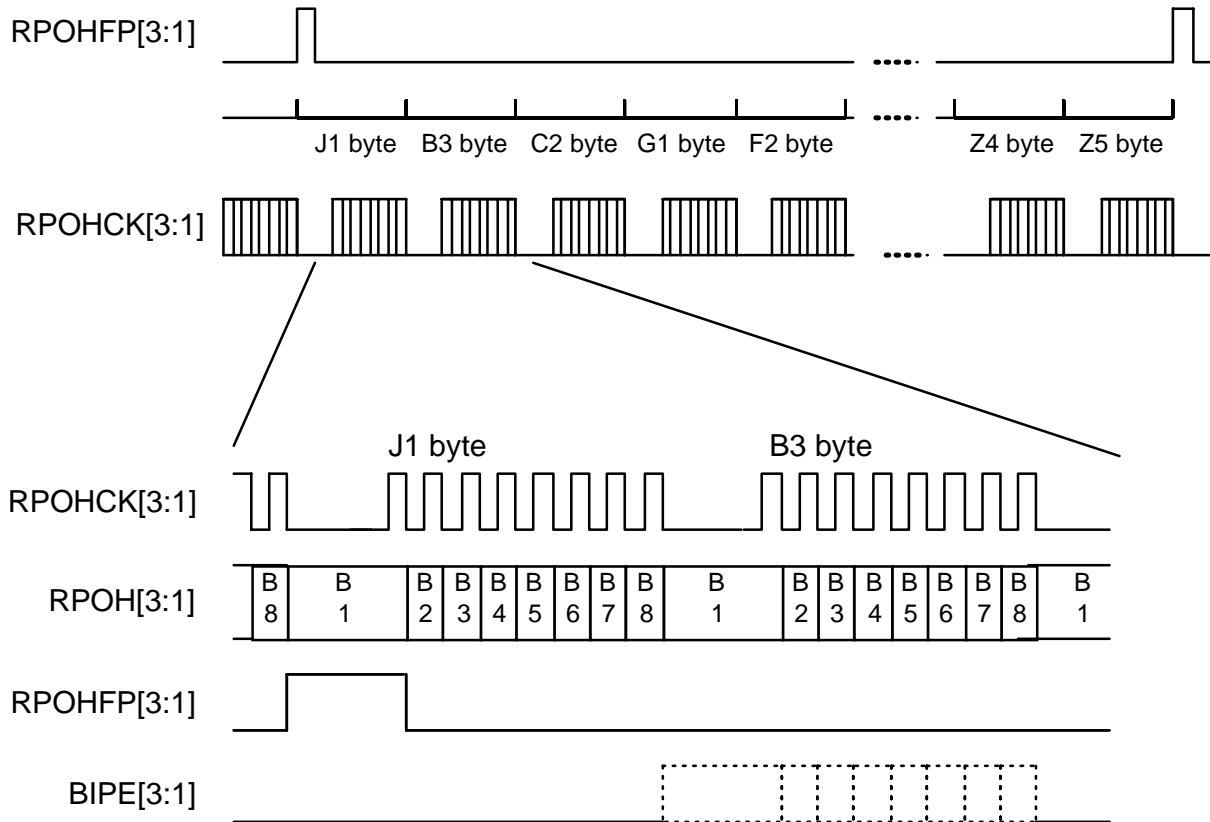 RPOHFP[3:1]
J1 byte B3 byte C2 byte G1 byte F2 byte Z4 byte Z5 byte
RPOHCK[3:1]
J1 byte B3 byte
RPOHCK[3:1]
RPOH[3:1]
B B B B B B B B B B B B B B B B B B
8 1 2 3 4 5 6 7 8 1 2 3 4 5 6 7 8 1
RPOHFP[3:1]
BIPE[3:1]